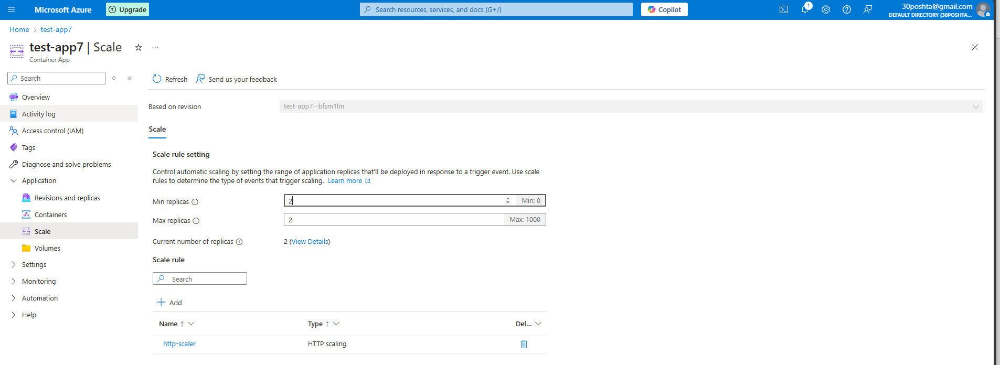 Microsoft Azure
Upgrade
Search resources, services, and docs (G+/)
Copilot
1
30poshta@gmail.com
DEFAULT DIRECTORY (30POSHTA...
Home > test-app7
test-app7 | Scale
Container App
Search
Overview
Activity log
Access control (IAM)
Tags
Diagnose and solve problems
Application
Revisions and replicas
Containers
Scale
Volumes
Settings
Monitoring
Automation
Help
Refresh
Send us your feedback
Based on revision
test-app7--bfsm1lm
Scale
Scale rule setting
Control automatic scaling by setting the range of application replicas that'll be deployed in response to a trigger event. Use scale
rules to determine the type of events that trigger scaling. Learn more
Min replicas
2
Min: 0
Max replicas
2
Max: 1000
Current number of replicas
2 (View Details)
Scale rule
Search
Add
Name ↑
Type ↑
Del...
http-scaler
HTTP scaling